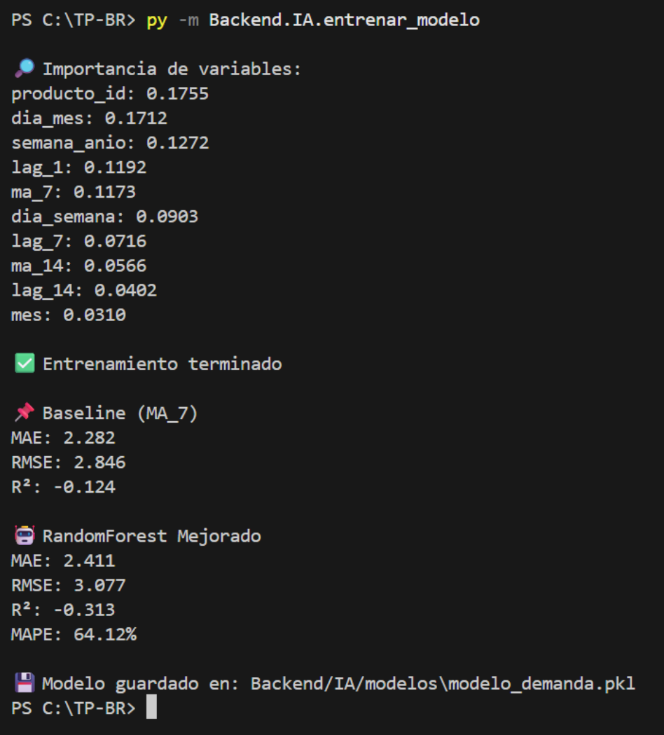 PS C:\TP-BR> py -m Backend.IA.entrenar_modelo
🔎 Importancia de variables:
producto_id: 0.1755
dia_mes: 0.1712
semana_anio: 0.1272
lag_1: 0.1192
ma_7: 0.1173
dia_semana: 0.0903
lag_7: 0.0716
ma_14: 0.0566
lag_14: 0.0402
mes: 0.0310
✅ Entrenamiento terminado
📌 Baseline (MA_7)
MAE: 2.282
RMSE: 2.846
R²: -0.124
🤖 RandomForest Mejorado
MAE: 2.411
RMSE: 3.077
R²: -0.313
MAPE: 64.12%
💾 Modelo guardado en: Backend/IA/modelos\modelo_demanda.pkl
PS C:\TP-BR>